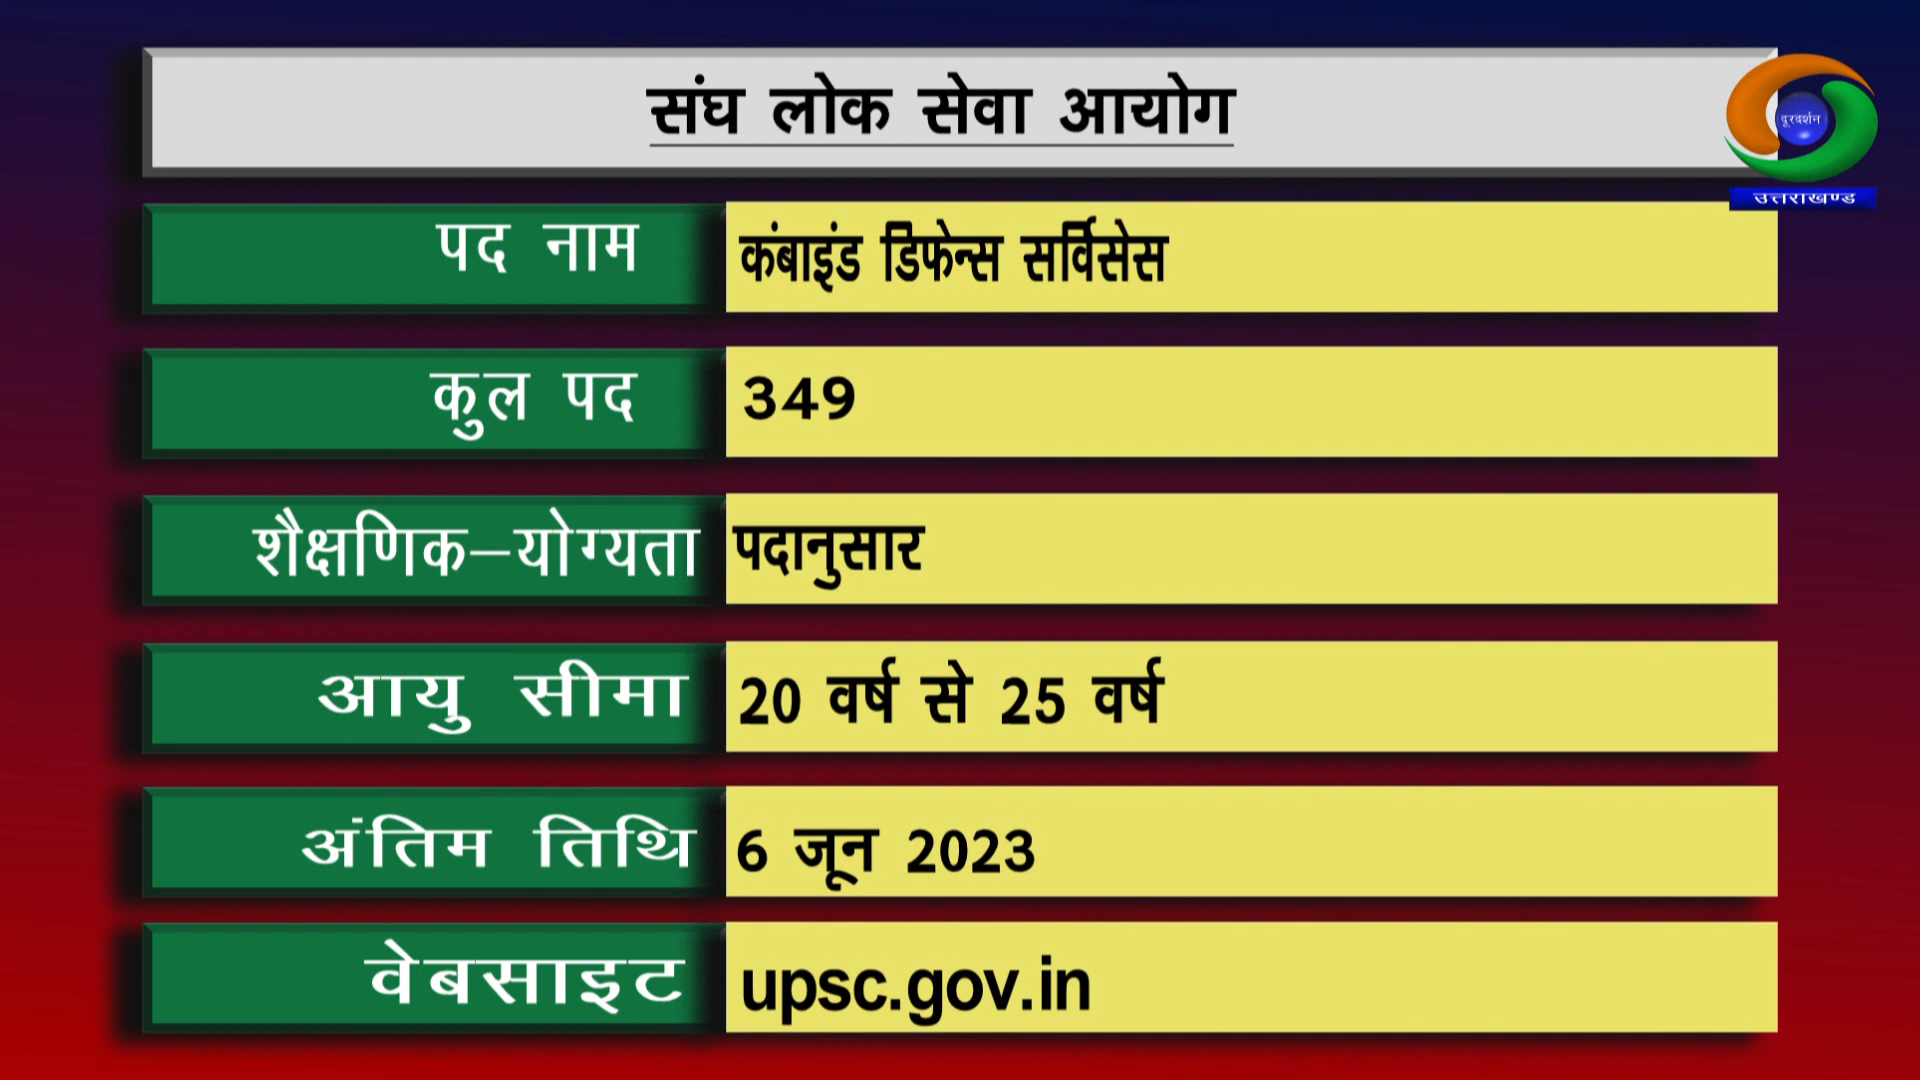 संघ लोक सेवा आयोग
दूरदर्शन
उत्तराखण्ड
पद नाम कंबाइंड डिफेन्स सर्विसेस
कुल पद 349
शैक्षणिक-योग्यता पदानुसार
आयु सीमा 20 वर्ष से 25 वर्ष
अंतिम तिथि 6 जून 2023
वेबसाइट upsc.gov.in